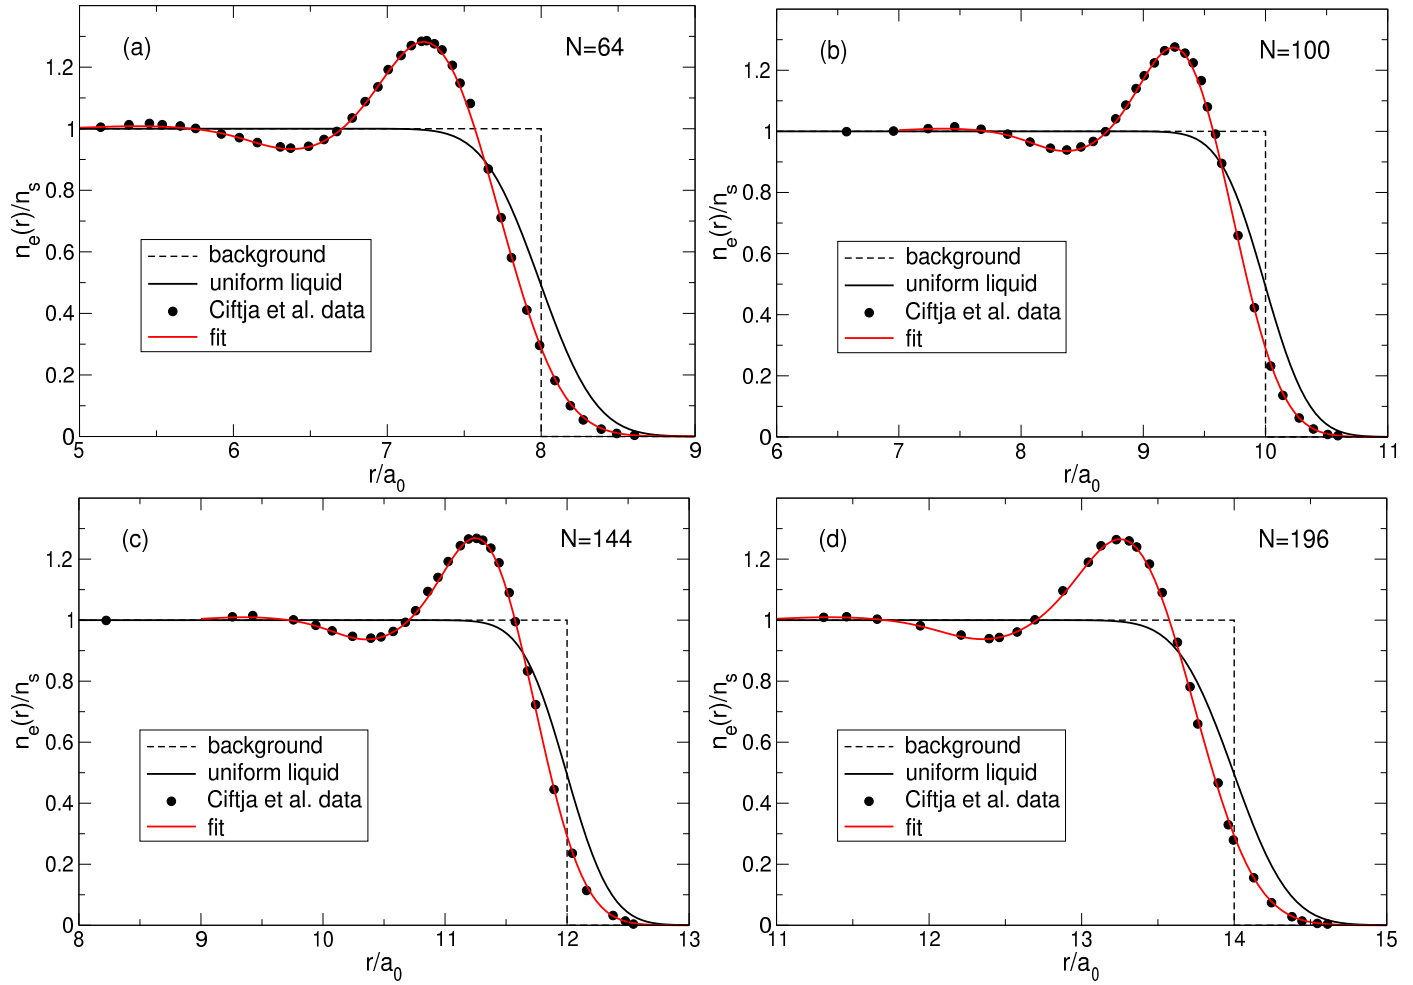 (a)
N=64
1.2
1
0.8
0.6
0.4
0.2
0
n_e(r)/n_s
background
uniform liquid
Ciftja et al. data
fit
5 6 7 8 9
r/a_0
(b)
N=100
1.2
1
0.8
0.6
0.4
0.2
0
n_e(r)/n_s
background
uniform liquid
Ciftja et al. data
fit
6 7 8 9 10 11
r/a_0
(c)
N=144
1.2
1
0.8
0.6
0.4
0.2
0
n_e(r)/n_s
background
uniform liquid
Ciftja et al. data
fit
8 9 10 11 12 13
r/a_0
(d)
N=196
1.2
1
0.8
0.6
0.4
0.2
0
n_e(r)/n_s
background
uniform liquid
Ciftja et al. data
fit
11 12 13 14 15
r/a_0